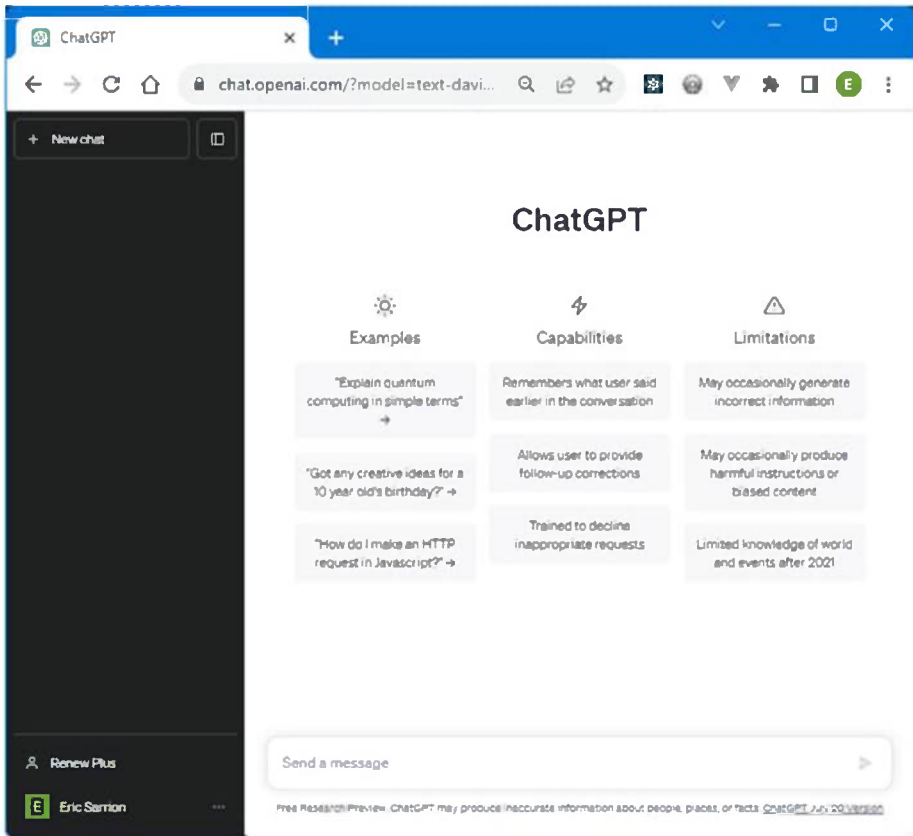 ChatGPT
chat.openai.com/?model=text-davi...
E
+ New chat
ChatGPT
Examples
Capabilities
Limitations
"Explain quantum
computing in simple terms"
→
Remembers what user said
earlier in the conversation
May occasionally generate
incorrect information
"Got any creative ideas for a
10 year old's birthday?" →
Allows user to provide
follow-up corrections
May occasionally produce
harmful instructions or
biased content
"How do I make an HTTP
request in Javascript?" →
Trained to decline
inappropriate requests
Limited knowledge of world
and events after 2021
Renew Plus
E Eric Sarrion ...
Send a message
Free Research Preview. ChatGPT may produce inaccurate information about people, places, or facts. ChatGPT 20 Version